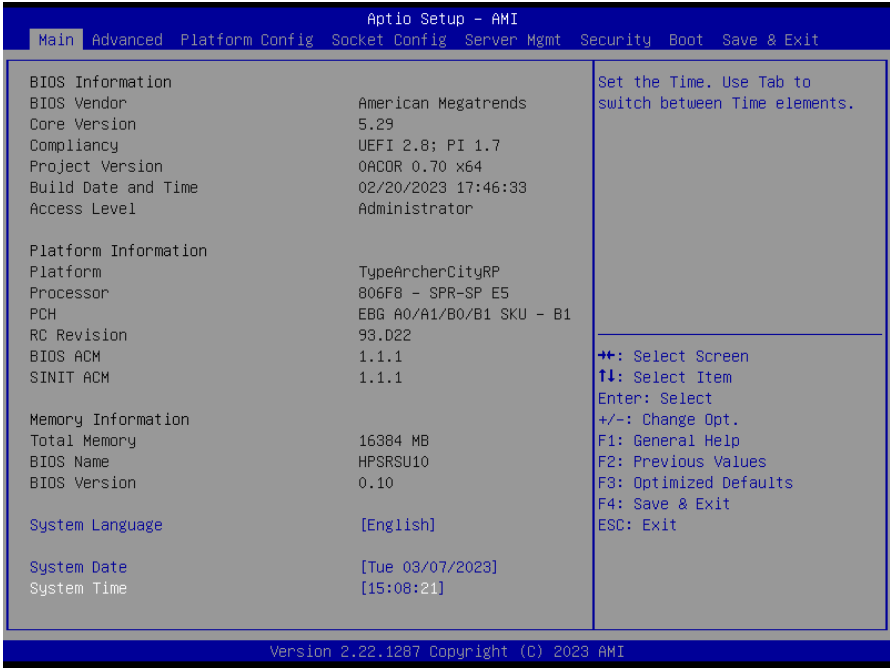 Aptio Setup – AMI
Main Advanced Platform Config Socket Config Server Mgmt Security Boot Save & Exit
BIOS Information
BIOS Vendor American Megatrends
Core Version 5.29
Compliancy UEFI 2.8; PI 1.7
Project Version 0ACOR 0.70 x64
Build Date and Time 02/20/2023 17:46:33
Access Level Administrator
Platform Information
Platform TypeArcherCityRP
Processor 806F8 - SPR-SP E5
PCH EBG A0/A1/B0/B1 SKU - B1
RC Revision 93.D22
BIOS ACM 1.1.1
SINIT ACM 1.1.1
Memory Information
Total Memory 16384 MB
BIOS Name HPSRSU10
BIOS Version 0.10
System Language [English]
System Date [Tue 03/07/2023]
System Time [15:08:21]
Set the Time. Use Tab to
switch between Time elements.
→←: Select Screen
↑↓: Select Item
Enter: Select
+/-: Change Opt.
F1: General Help
F2: Previous Values
F3: Optimized Defaults
F4: Save & Exit
ESC: Exit
Version 2.22.1287 Copyright (C) 2023 AMI